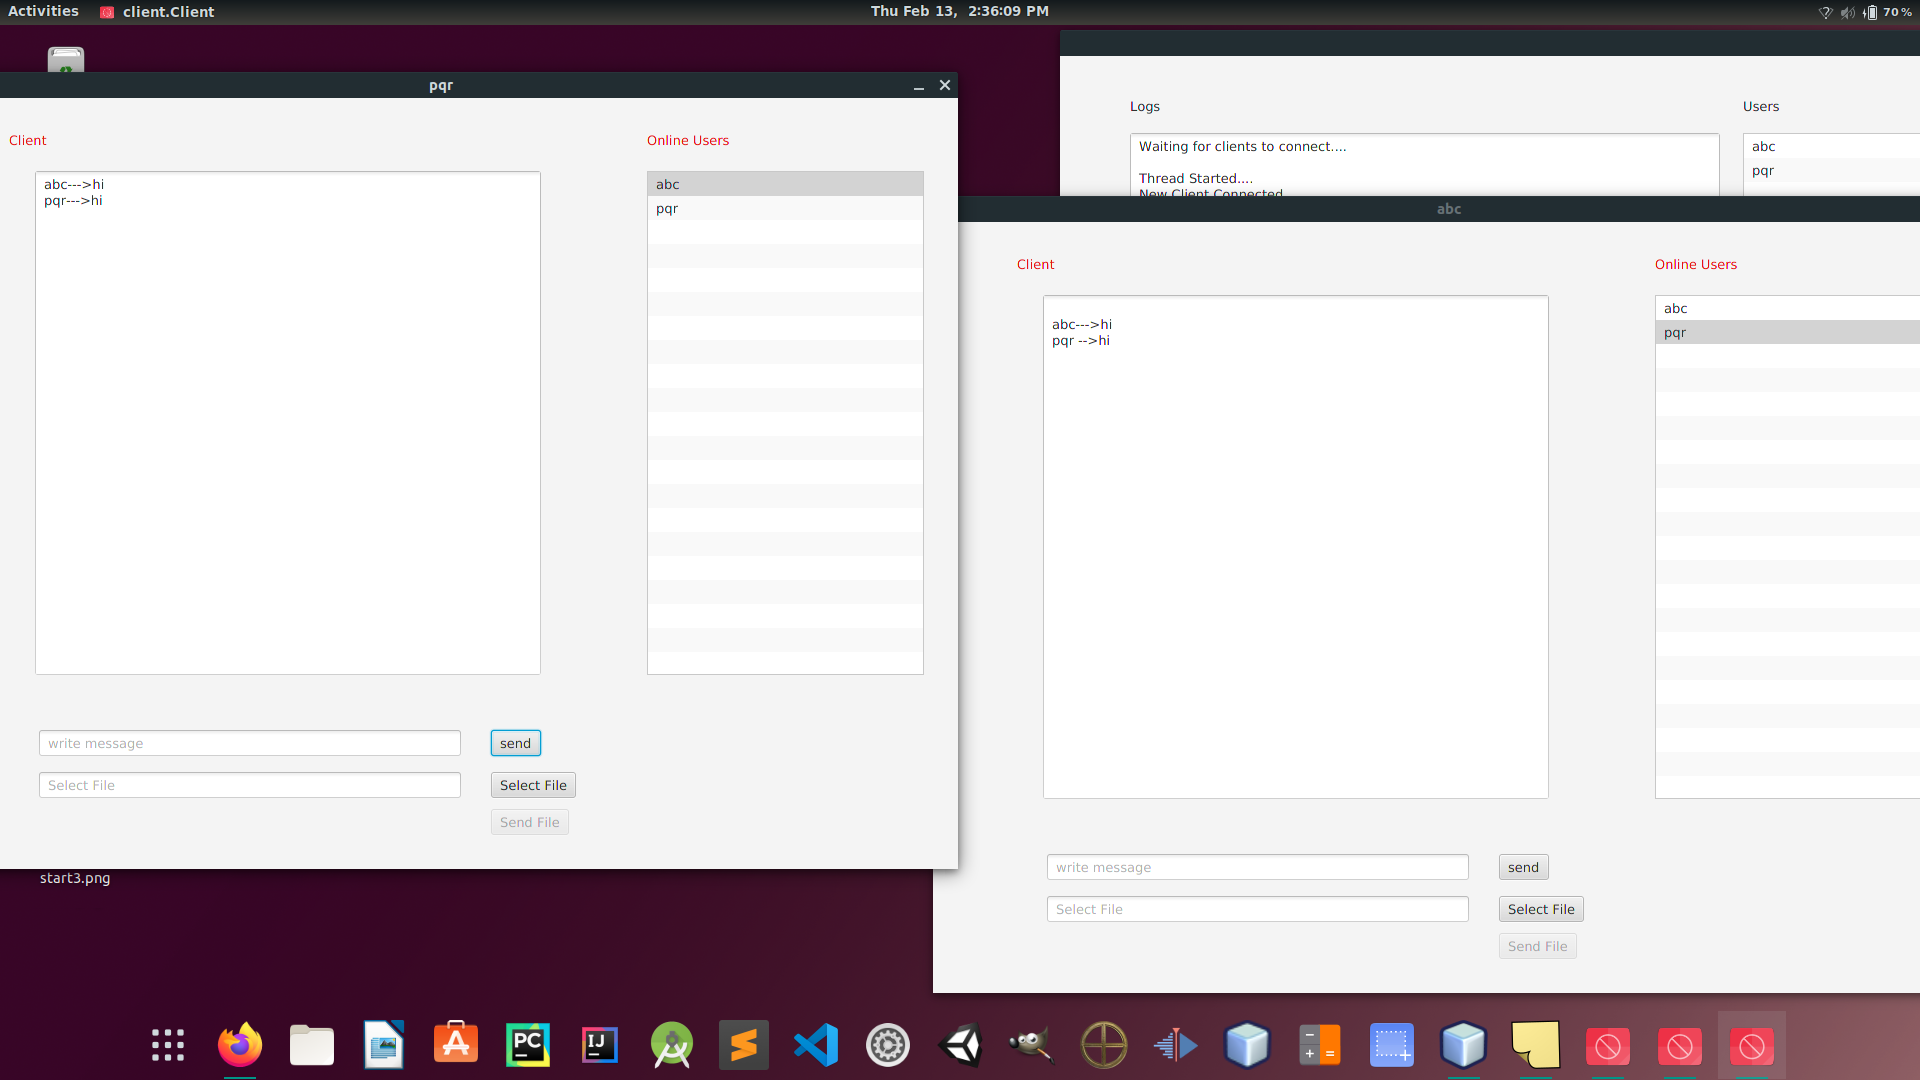 Activities
client.Client
Thu Feb 13, 2:36:09 PM
70 %
pqr
Client
Online Users
abc--->hi
pqr--->hi
abc
pqr
write message
send
Select File
Select File
Send File
Logs
Users
Waiting for clients to connect....
abc
pqr
Thread Started....
New Client Connected
abc
Client
Online Users
abc--->hi
pqr -->hi
abc
pqr
write message
send
Select File
Select File
Send File
start3.png
PC
IJ